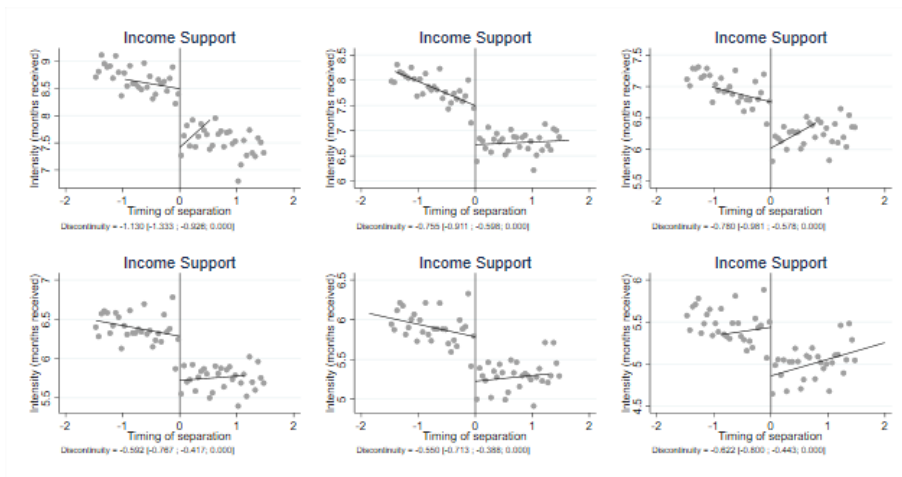 Income Support
Intensity (months received)
9
8.5
8
7.5
7
-2 -1 0 1 2
Timing of separation
Discontinuity = -1.130 [-1.333 ; -0.926; 0.000]
Income Support
Intensity (months received)
8.5
8
7.5
7
6.5
6
-2 -1 0 1 2
Timing of separation
Discontinuity = -0.755 [-0.911 ; -0.598; 0.000]
Income Support
Intensity (months received)
7.5
7
6.5
6
5.5
-2 -1 0 1 2
Timing of separation
Discontinuity = -0.780 [-0.981 ; -0.578; 0.000]
Income Support
Intensity (months received)
7
6.5
6
5.5
-2 -1 0 1 2
Timing of separation
Discontinuity = -0.592 [-0.767 ; -0.417; 0.000]
Income Support
Intensity (months received)
6.5
6
5.5
5
-2 -1 0 1 2
Timing of separation
Discontinuity = -0.550 [-0.713 ; -0.388; 0.000]
Income Support
Intensity (months received)
6
5.5
5
4.5
-2 -1 0 1 2
Timing of separation
Discontinuity = -0.622 [-0.800 ; -0.443; 0.000]